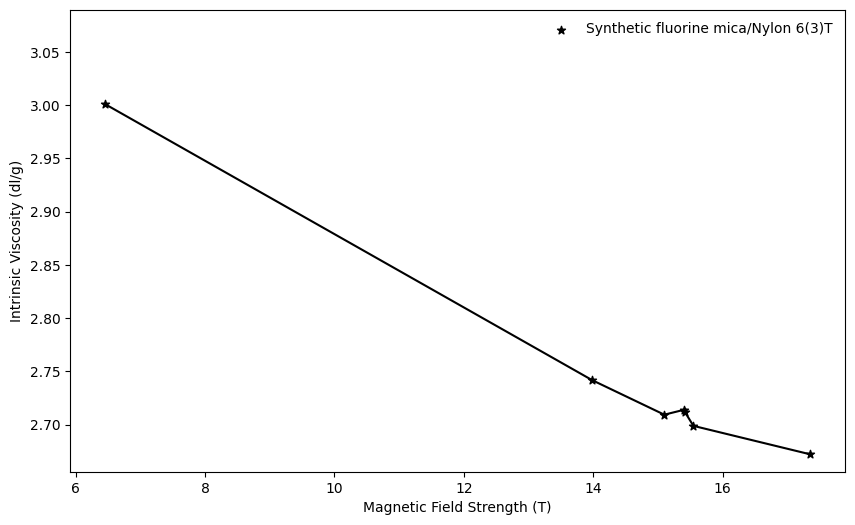 Synthetic fluorine mica/Nylon 6(3)T
3.05
3.00
2.95
2.90
2.85
2.80
2.75
2.70
Intrinsic Viscosity (dl/g)
6 8 10 12 14 16
Magnetic Field Strength (T)